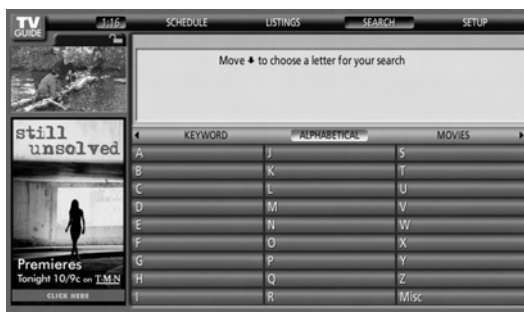 TV
GUIDE
1:16
SCHEDULE LISTINGS SEARCH SETUP
Move ⬇ to choose a letter for your search
KEYWORD ALPHABETICAL MOVIES
A J S
B K T
C L U
D M V
E N W
F O X
G P Y
H Q Z
I R Misc
still
unsolved
Premieres
Tonight 10/9c on T.M.N
CLICK HERE